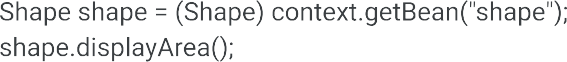 Shape shape = (Shape) context.getBean("shape");
shape.displayArea();